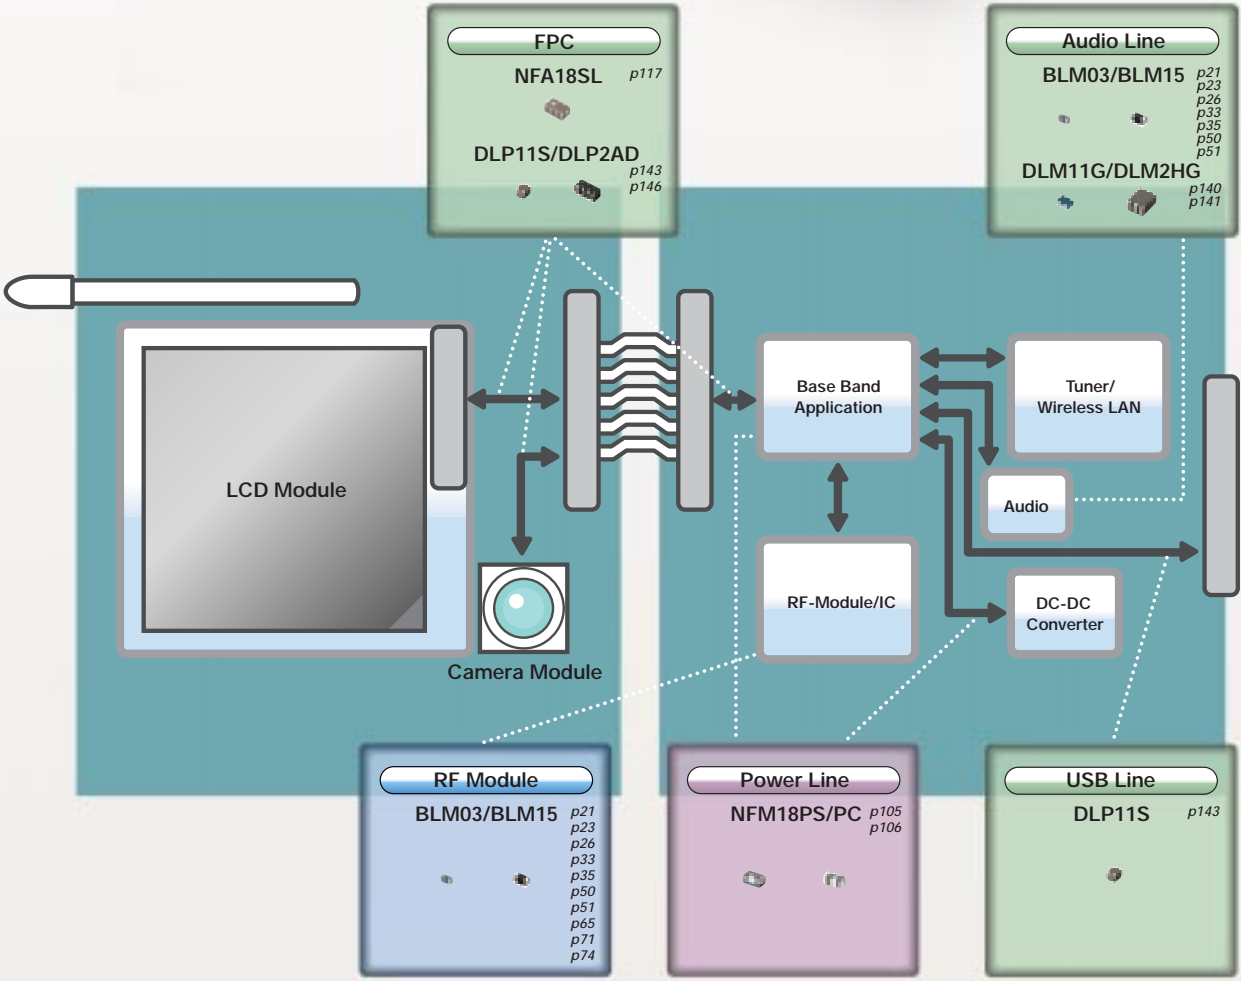 FPC
NFA18SL p117
DLP11S/DLP2AD
p143
p146
Audio Line
BLM03/BLM15 p21
p23
p26
p33
p35
p50
p51
DLM11G/DLM2HG
p140
p141
Base Band
Application
Tuner/
Wireless LAN
LCD Module
Audio
RF-Module/IC
DC-DC
Converter
Camera Module
RF Module
BLM03/BLM15 p21
p23
p26
p33
p35
p50
p51
p65
p71
p74
Power Line
NFM18PS/PC p105
p106
USB Line
DLP11S p143